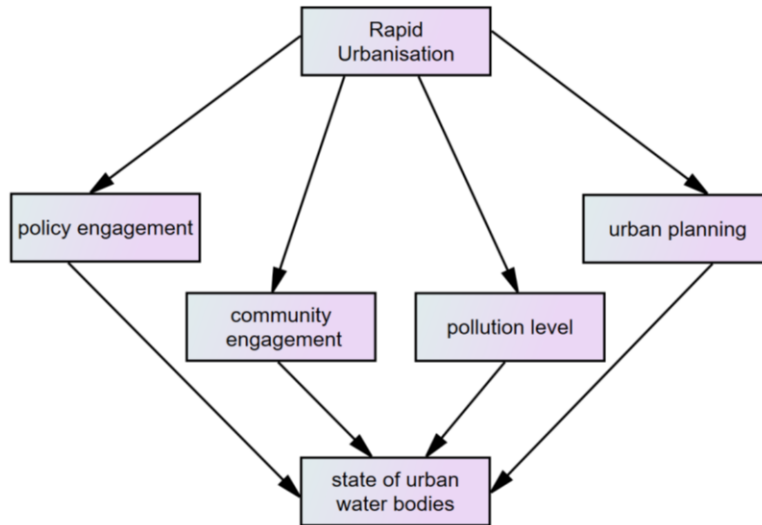 Rapid
Urbanisation
policy engagement
urban planning
community
engagement
pollution level
state of urban
water bodies